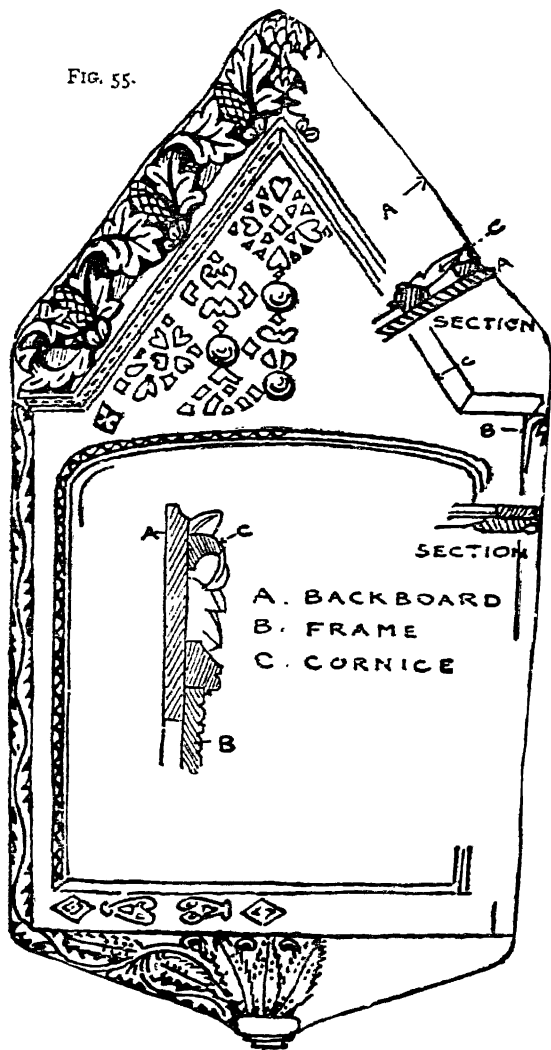 FIG. 55.
A
C
A
SECTION
C
B
SECTION
A
C
A. BACKBOARD
B. FRAME
C. CORNICE
B